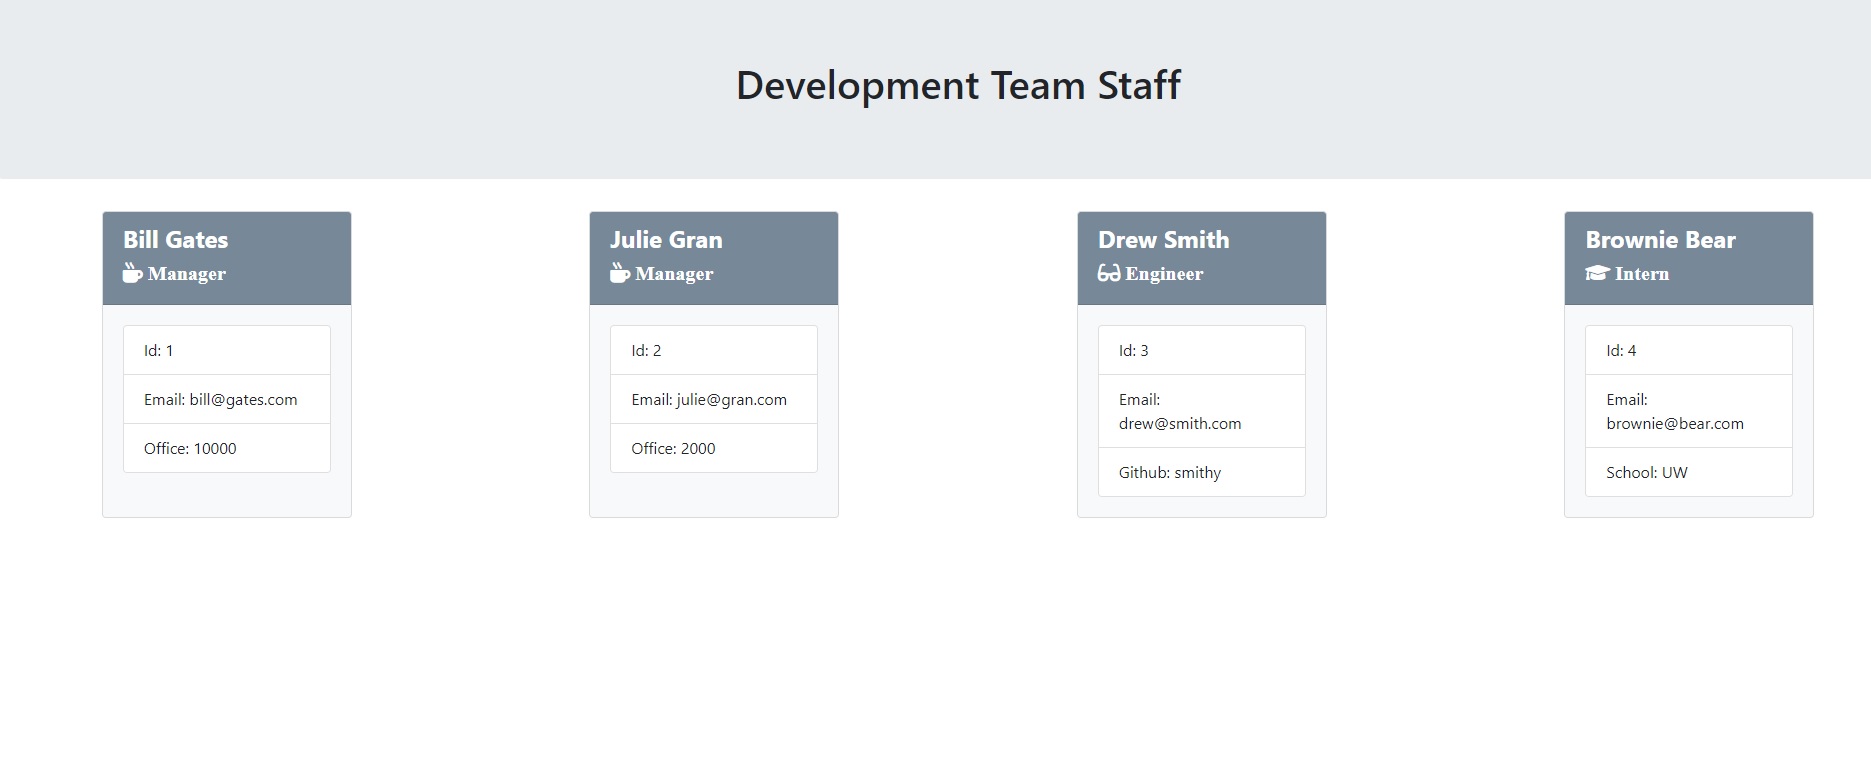 Development Team Staff
Bill Gates
Manager
Id: 1
Email: bill@gates.com
Office: 10000
Julie Gran
Manager
Id: 2
Email: julie@gran.com
Office: 2000
Drew Smith
Engineer
Id: 3
Email:
drew@smith.com
Github: smithy
Brownie Bear
Intern
Id: 4
Email:
brownie@bear.com
School: UW